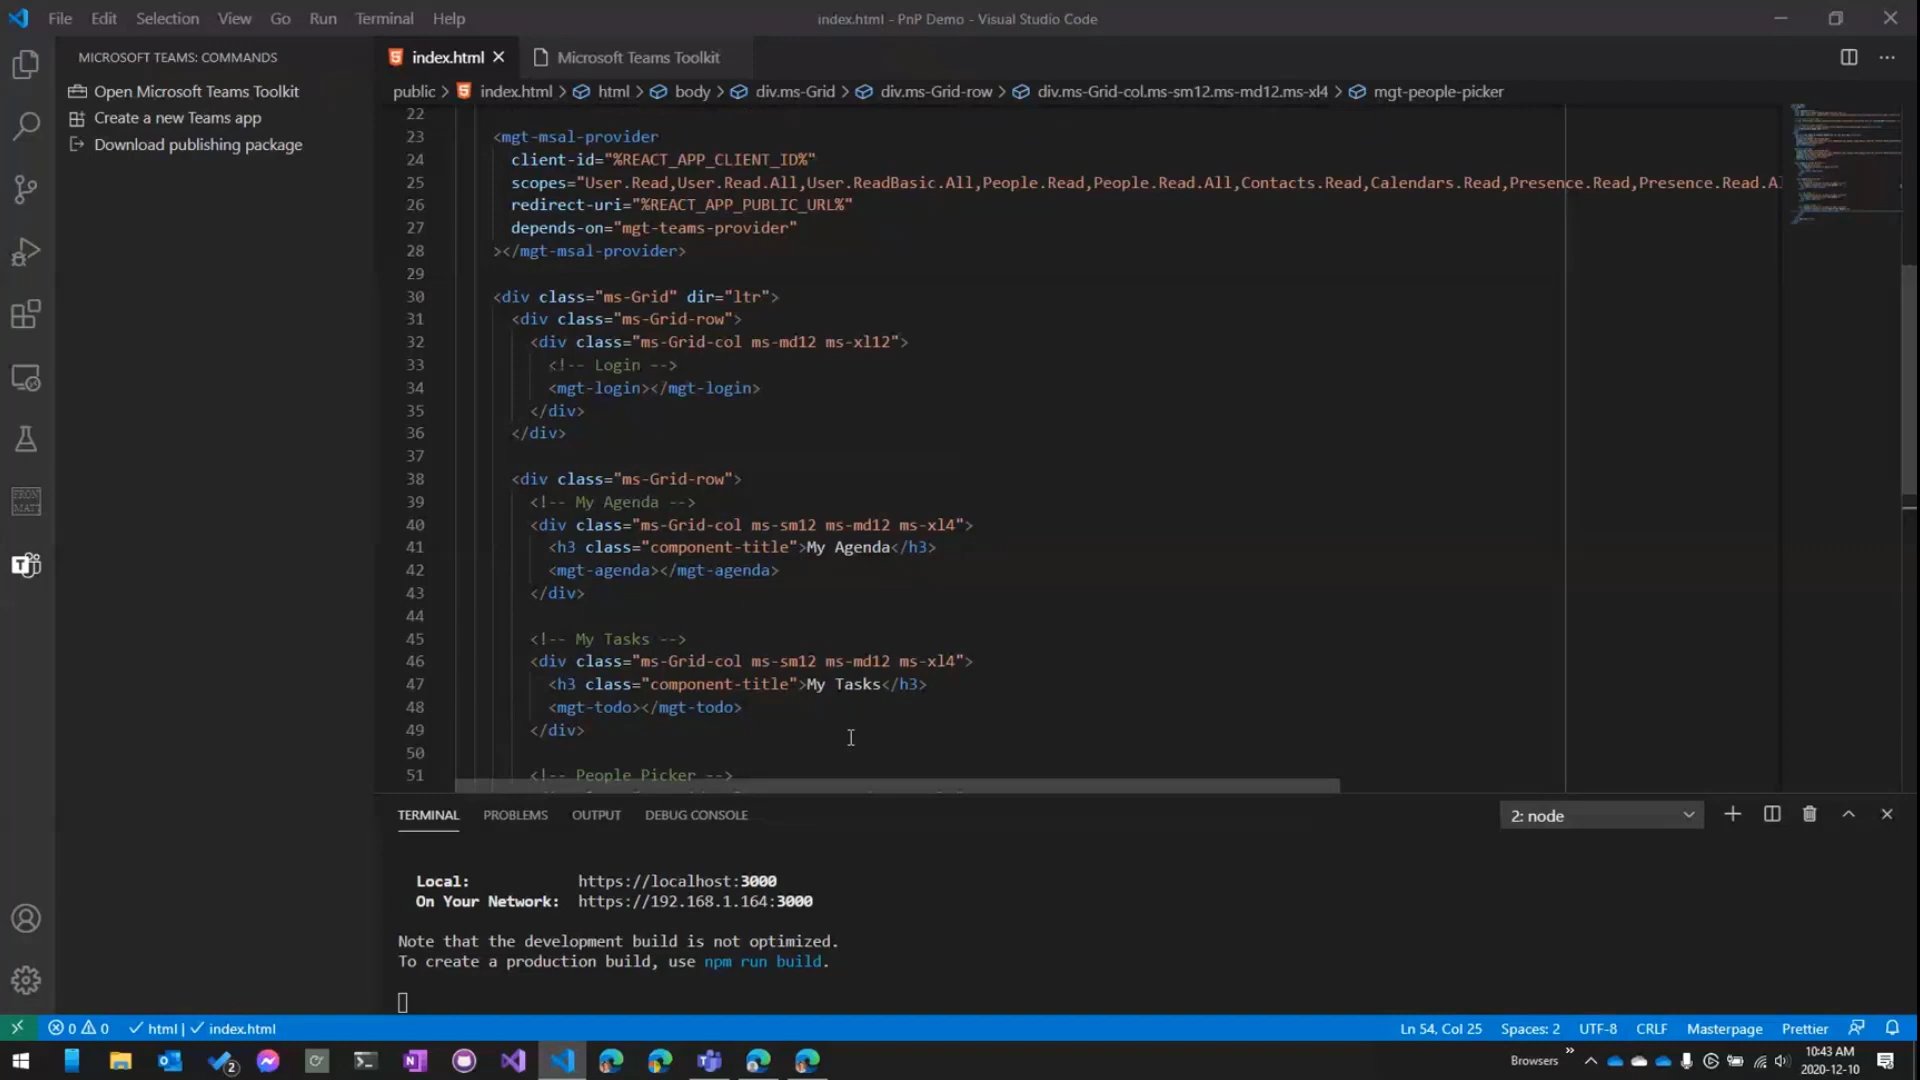 File Edit Selection View Go Run Terminal Help
index.html - PnP Demo - Visual Studio Code
MICROSOFT TEAMS: COMMANDS
Open Microsoft Teams Toolkit
Create a new Teams app
Download publishing package
index.html
Microsoft Teams Toolkit
public > index.html > html > body > div.ms-Grid > div.ms-Grid-row > div.ms-Grid-col.ms-sm12.ms-md12.ms-xl4 > mgt-people-picker
22
23 <mgt-msal-provider
24 client-id="%REACT_APP_CLIENT_ID%"
25 scopes="User.Read,User.Read.All,User.ReadBasic.All,People.Read,People.Read.All,Contacts.Read,Calendars.Read,Presence.Read,Presence.Read.Al
26 redirect-uri="%REACT_APP_PUBLIC_URL%"
27 depends-on="mgt-teams-provider"
28 ></mgt-msal-provider>
29
30 <div class="ms-Grid" dir="ltr">
31 <div class="ms-Grid-row">
32 <div class="ms-Grid-col ms-md12 ms-xl12">
33 <!-- Login -->
34 <mgt-login></mgt-login>
35 </div>
36 </div>
37
38 <div class="ms-Grid-row">
39 <!-- My Agenda -->
40 <div class="ms-Grid-col ms-sm12 ms-md12 ms-xl4">
41 <h3 class="component-title">My Agenda</h3>
42 <mgt-agenda></mgt-agenda>
43 </div>
44
45 <!-- My Tasks -->
46 <div class="ms-Grid-col ms-sm12 ms-md12 ms-xl4">
47 <h3 class="component-title">My Tasks</h3>
48 <mgt-todo></mgt-todo>
49 </div>
50
51 <!-- People Picker -->
TERMINAL PROBLEMS OUTPUT DEBUG CONSOLE
2: node
Local: https://localhost:3000
On Your Network: https://192.168.1.164:3000
Note that the development build is not optimized.
To create a production build, use npm run build.
0 0 html | index.html
Ln 54, Col 25 Spaces: 2 UTF-8 CRLF HTML Masterpage Prettier
Browsers
10:43 AM
2020-12-10